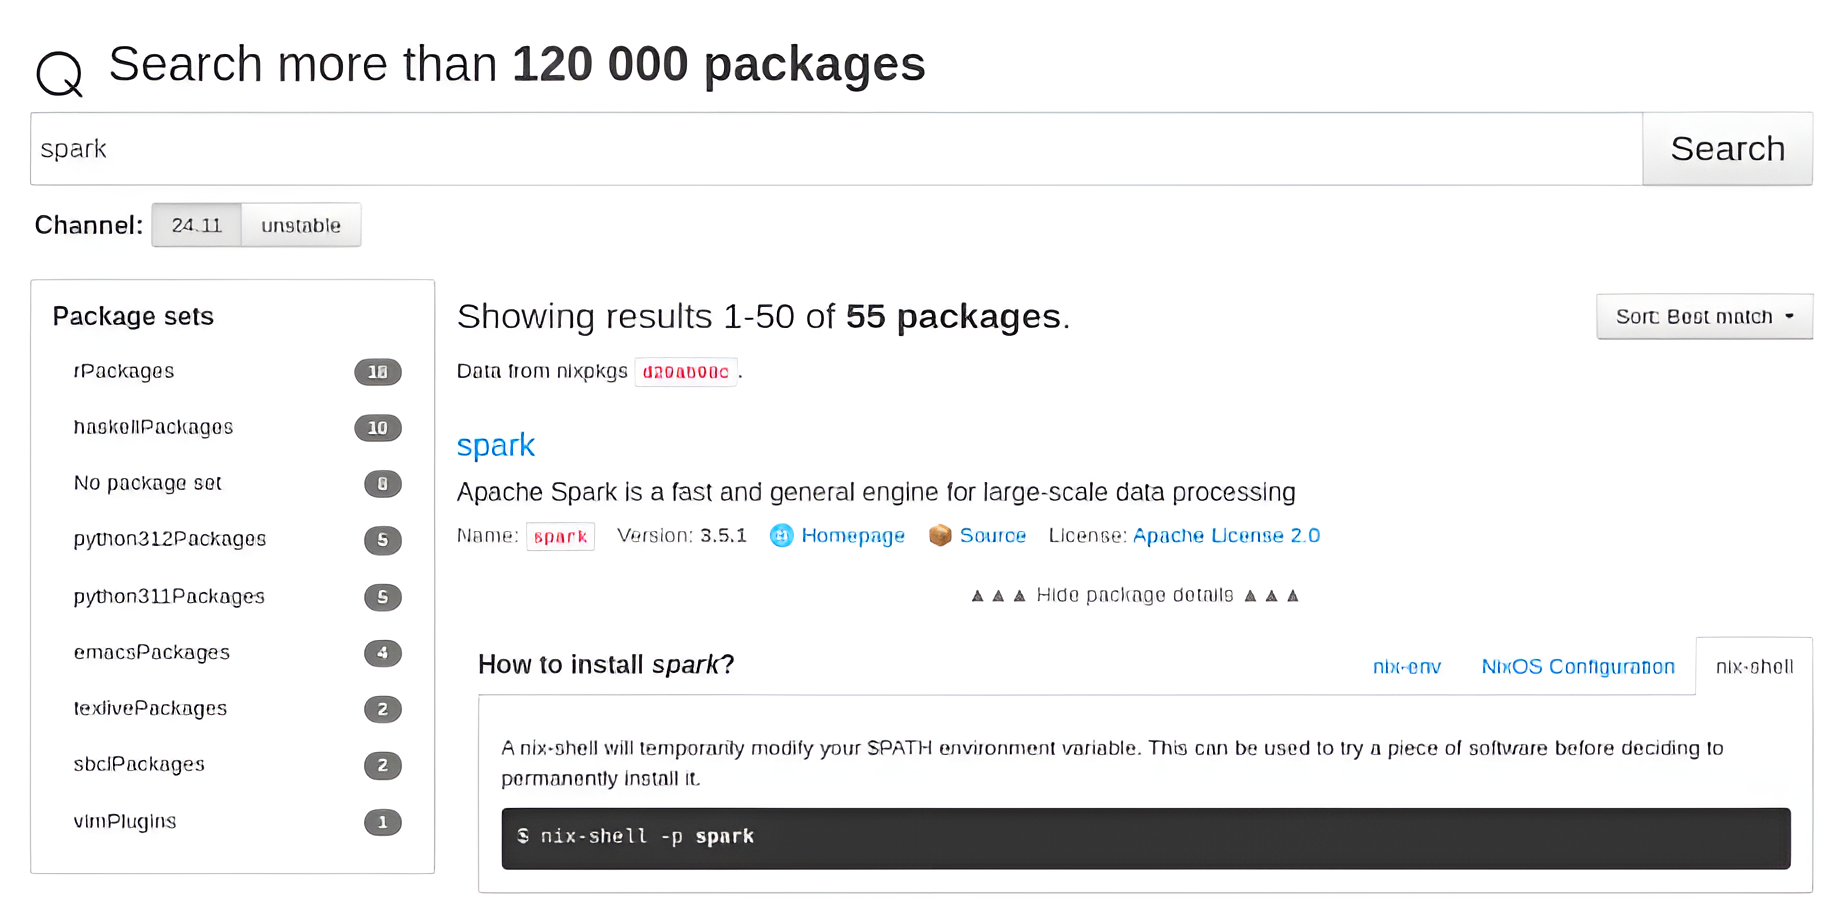 Search more than 120 000 packages
spark
Search
Channel: 24.11 unstable
Package sets
rPackages 18
haskellPackages 10
No package set 8
python312Packages 5
python311Packages 5
emacsPackages 4
texlivePackages 2
sbclPackages 2
vimPlugins 1
Showing results 1-50 of 55 packages.
Sort: Best match
Data from nixpkgs
spark
Apache Spark is a fast and general engine for large-scale data processing
Name: spark Version: 3.5.1 Homepage Source License: Apache License 2.0
▲ ▲ ▲ Hide package details ▲ ▲ ▲
How to install spark?
nix-env NixOS Configuration nix-shell
A nix-shell will temporarily modify your $PATH environment variable. This can be used to try a piece of software before deciding to
permanently install it.
$ nix-shell -p spark